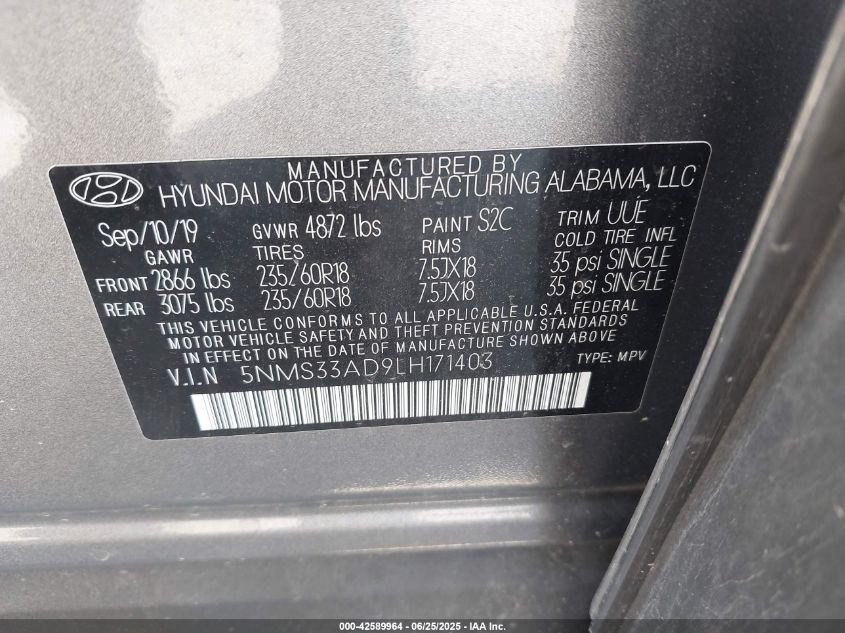 MANUFACTURED BY
HYUNDAI MOTOR MANUFACTURING ALABAMA, LLC
Sep/10/19 GVWR 4872 lbs PAINT S2C TRIM UUE
GAWR TIRES RIMS COLD TIRE INFL
FRONT 2866 lbs 235/60R18 7.5JX18 35 psi SINGLE
REAR 3075 lbs 235/60R18 7.5JX18 35 psi SINGLE
THIS VEHICLE CONFORMS TO ALL APPLICABLE U.S.A. FEDERAL
MOTOR VEHICLE SAFETY AND THEFT PREVENTION STANDARDS
IN EFFECT ON THE DATE OF MANUFACTURE SHOWN ABOVE
V.I.N 5NMS33AD9LH171403 TYPE: MPV
000-42589964 - 06/25/2025 - IAA Inc.